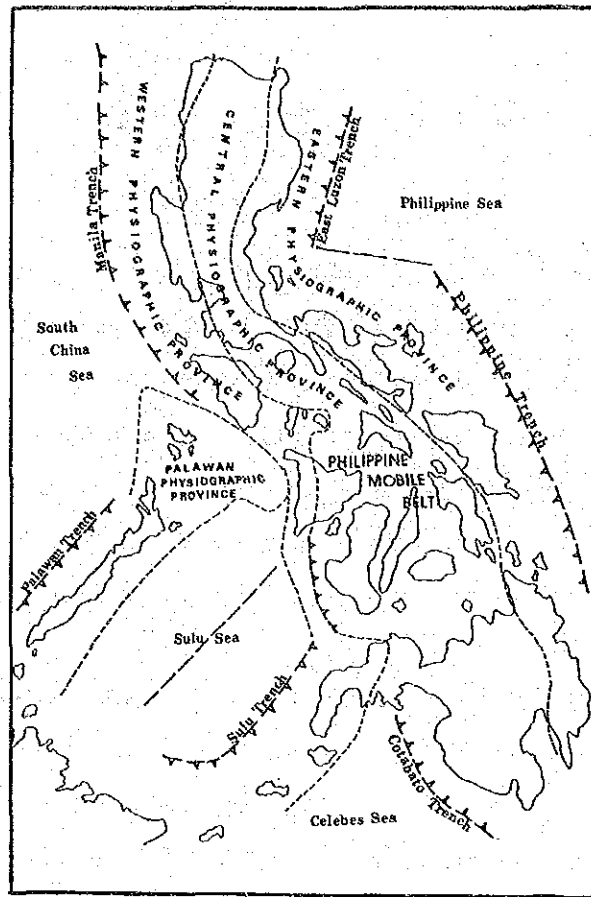 WESTERN PHYSIOGRAPHIC PROVINCE
CENTRAL PHYSIOGRAPHIC PROVINCE
EASTERN PHYSIOGRAPHIC PROVINCE
Manila Trench
East Luzon Trench
Philippine Sea
Philippine Trench
South
China
Sea
PALAWAN
PHYSIOGRAPHIC
PROVINCE
PHILIPPINE
MOBILE
BELT
Palawan Trench
Sulu Sea
Sulu Trench
Cotabato Trench
Celebes Sea